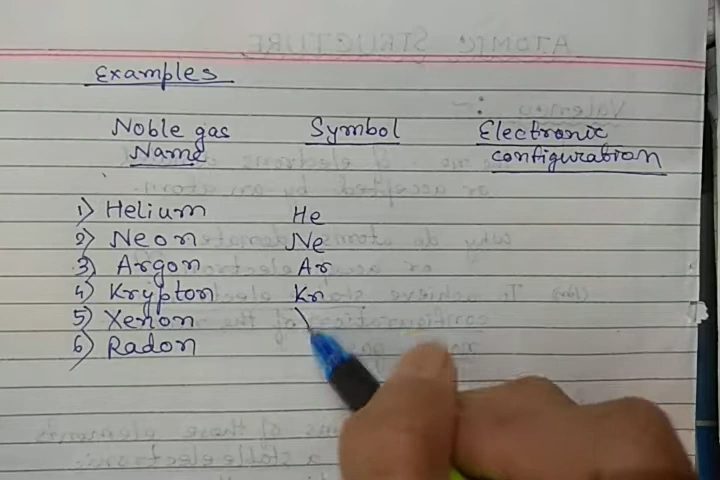 Examples
Noble gas Symbol Electronic
Name configuration
1) Helium He
2) Neon Ne
3) Argon Ar
4) Krypton Kr
5) Xenon
6) Radon